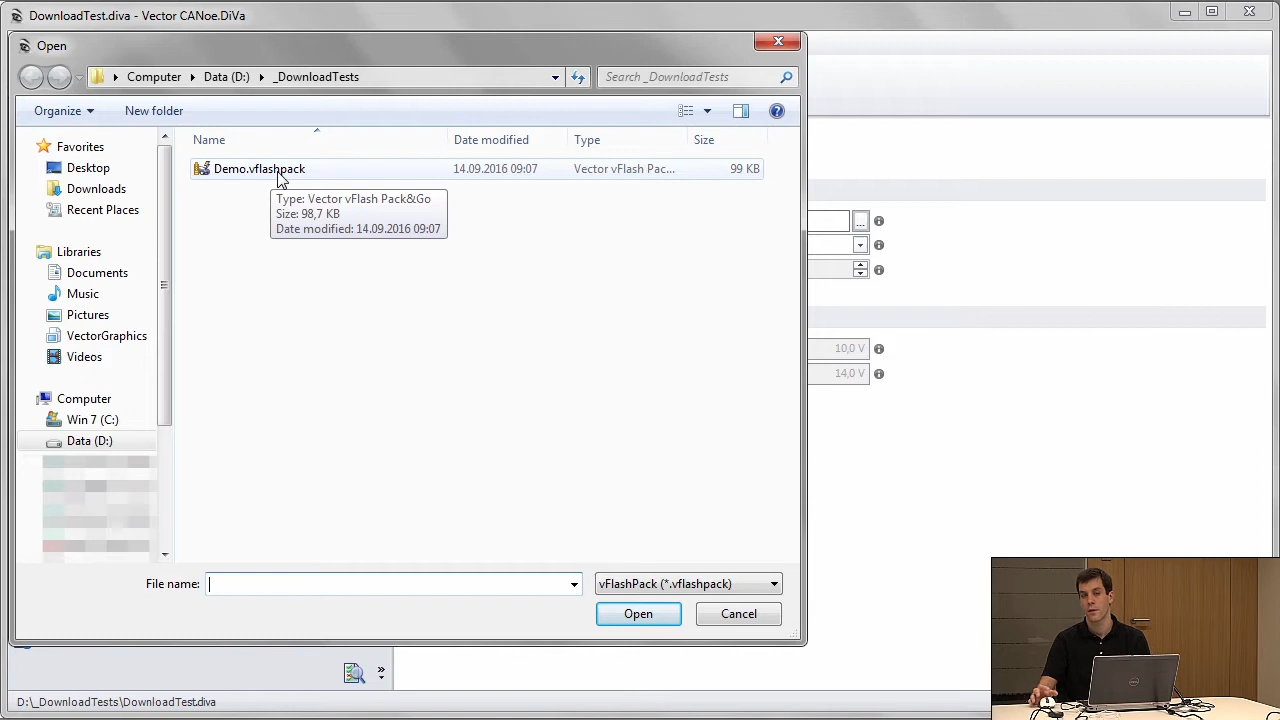 DownloadTest.diva - Vector CANoe.DiVa
Open
Computer
Data (D:)
_DownloadTests
Search _DownloadTests
Organize
New folder
Favorites
Desktop
Downloads
Recent Places
Libraries
Documents
Music
Pictures
VectorGraphics
Videos
Computer
Win 7 (C:)
Data (D:)
Name
Date modified
Type
Size
Demo.vflashpack
14.09.2016 09:07
Vector vFlash Pac...
99 KB
Type: Vector vFlash Pack&Go
Size: 98,7 KB
Date modified: 14.09.2016 09:07
...
10,0 V
14,0 V
File name:
vFlashPack (*.vflashpack)
Open
Cancel
D:\_DownloadTests\DownloadTest.diva